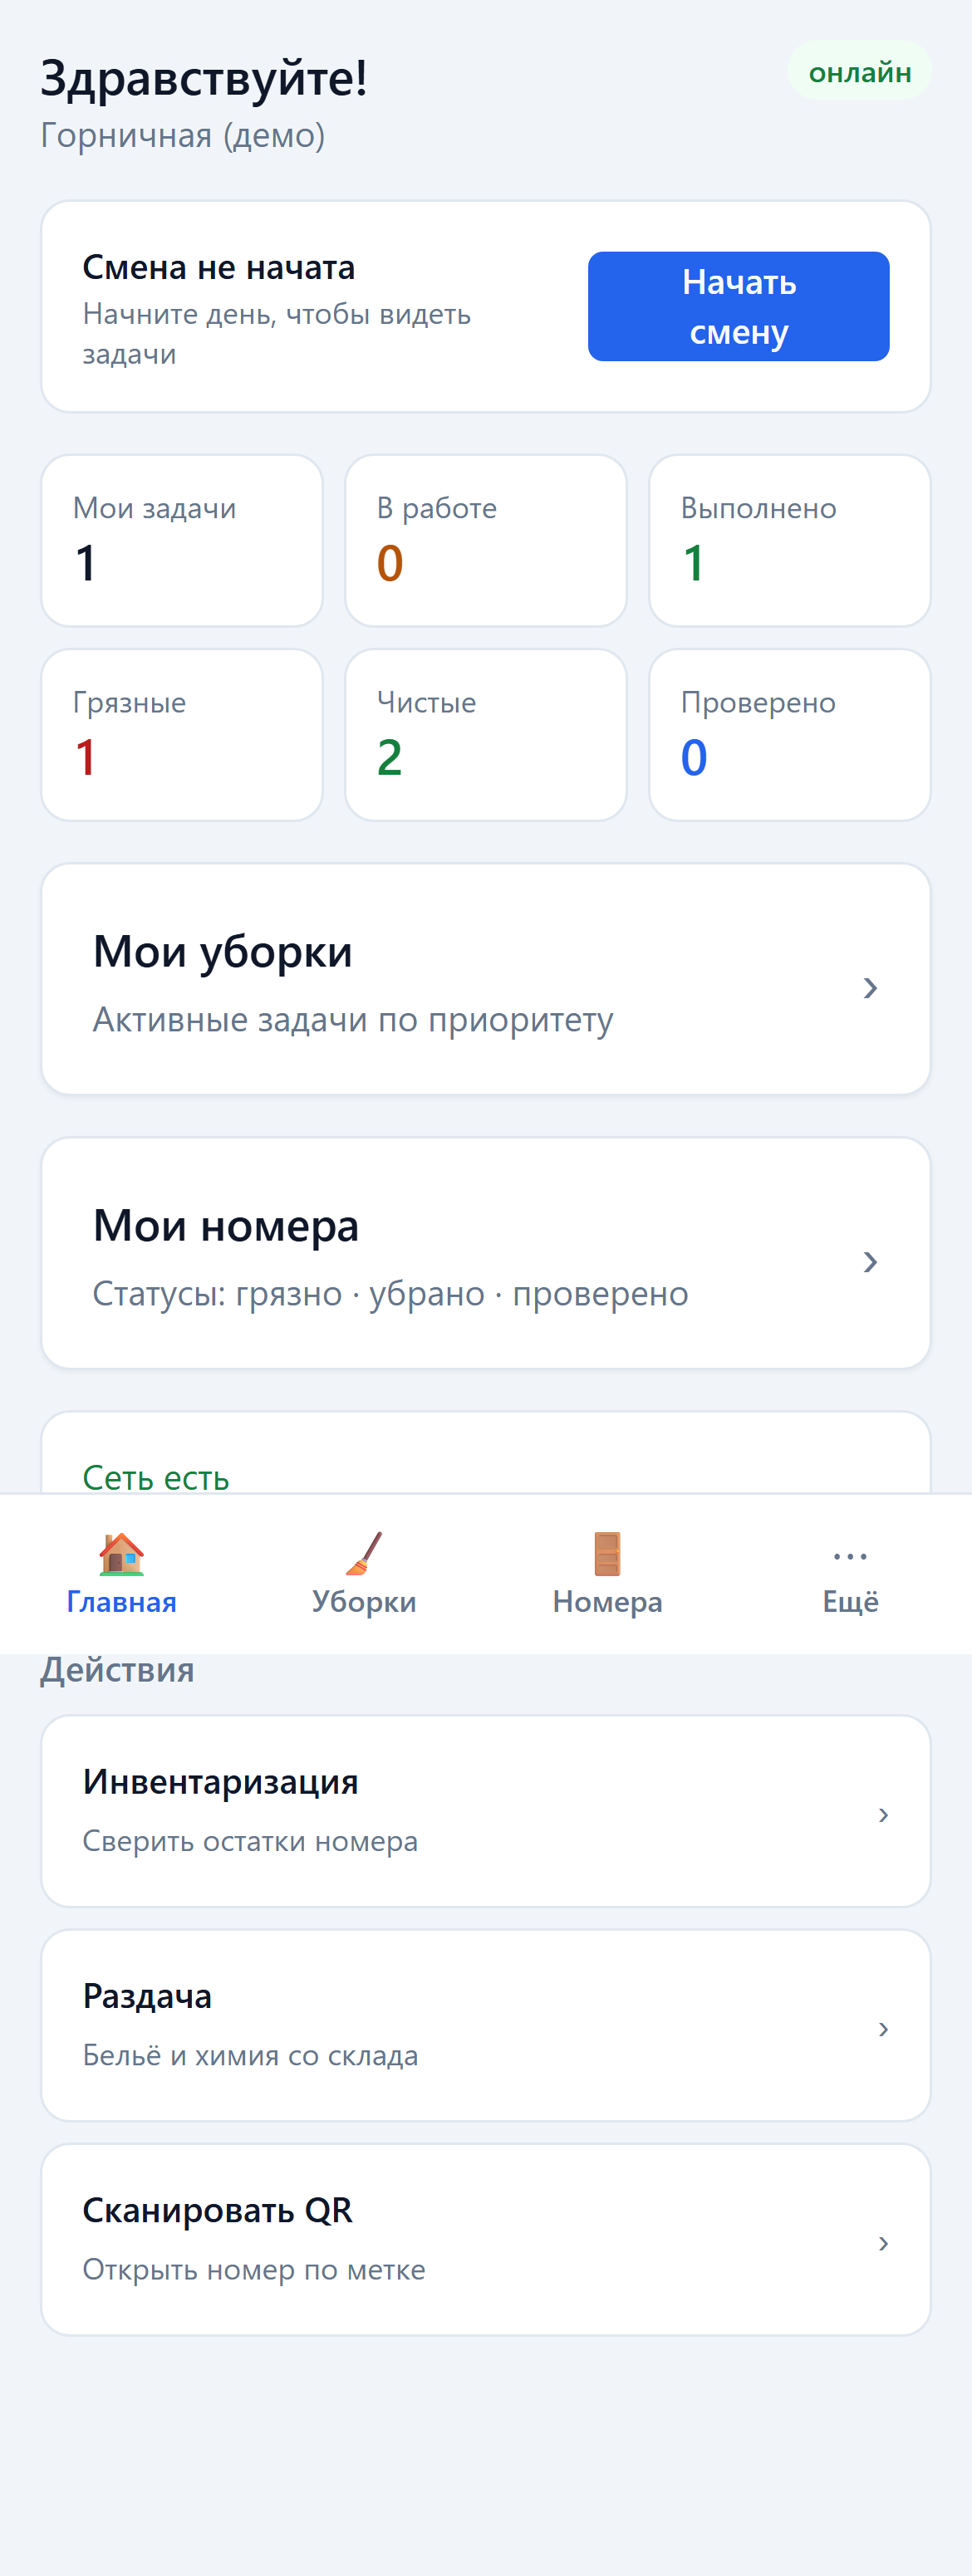 Здравствуйте!
онлайн
Горничная (демо)
Смена не начата
Начните день, чтобы видеть
задачи
Начать
смену
Мои задачи
1
В работе
0
Выполнено
1
Грязные
1
Чистые
2
Проверено
0
Мои уборки
Активные задачи по приоритету
Мои номера
Статусы: грязно · убрано · проверено
Сеть есть
Главная
Уборки
Номера
Ещё
Действия
Инвентаризация
Сверить остатки номера
Раздача
Бельё и химия со склада
Сканировать QR
Открыть номер по метке